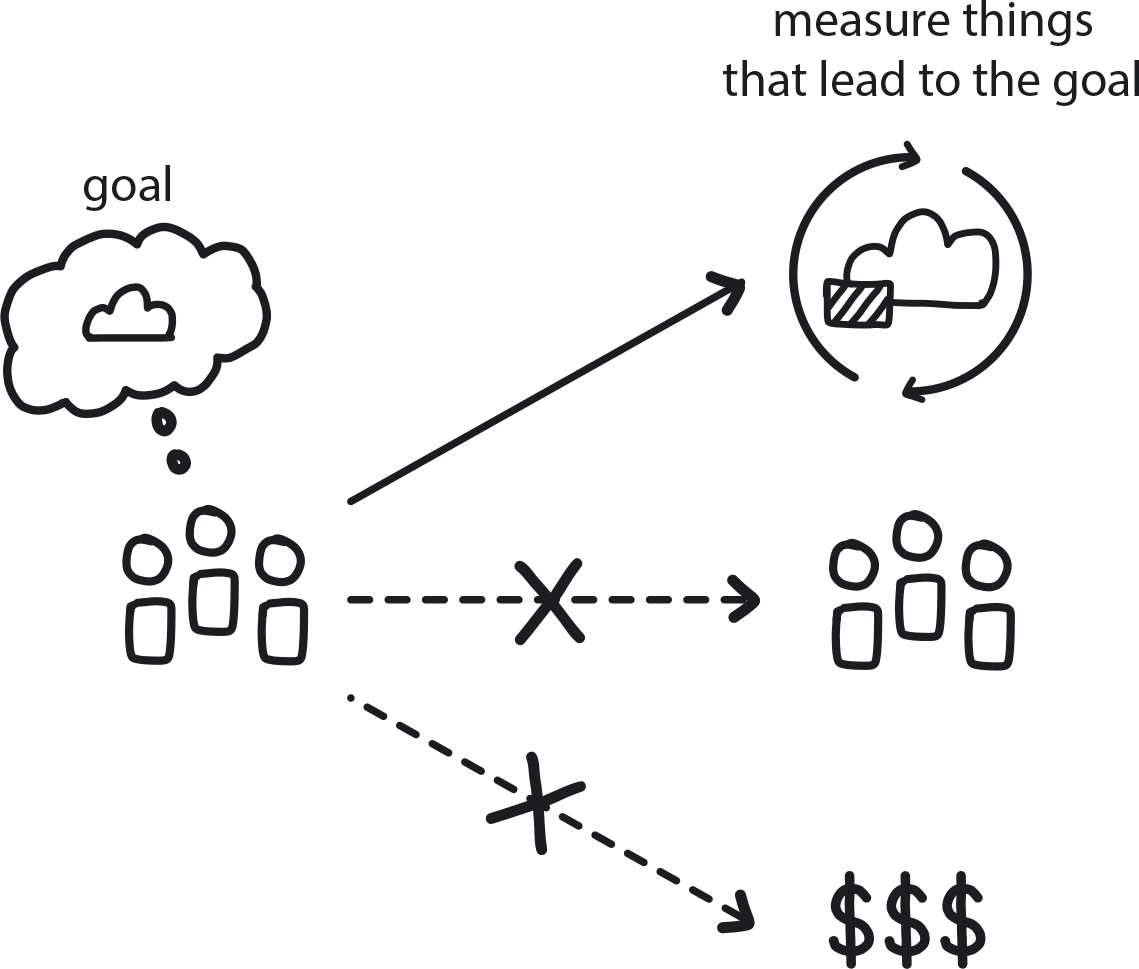 measure things
that lead to the goal
goal
$$$